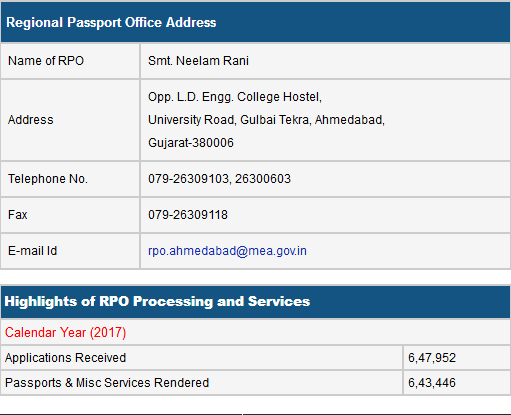 Regional Passport Office Address
Name of RPO Smt. Neelam Rani
Address Opp. L.D. Engg. College Hostel,
University Road, Gulbai Tekra, Ahmedabad,
Gujarat-380006
Telephone No. 079-26309103, 26300603
Fax 079-26309118
E-mail Id rpo.ahmedabad@mea.gov.in
Highlights of RPO Processing and Services
Calendar Year (2017)
Applications Received 6,47,952
Passports & Misc Services Rendered 6,43,446